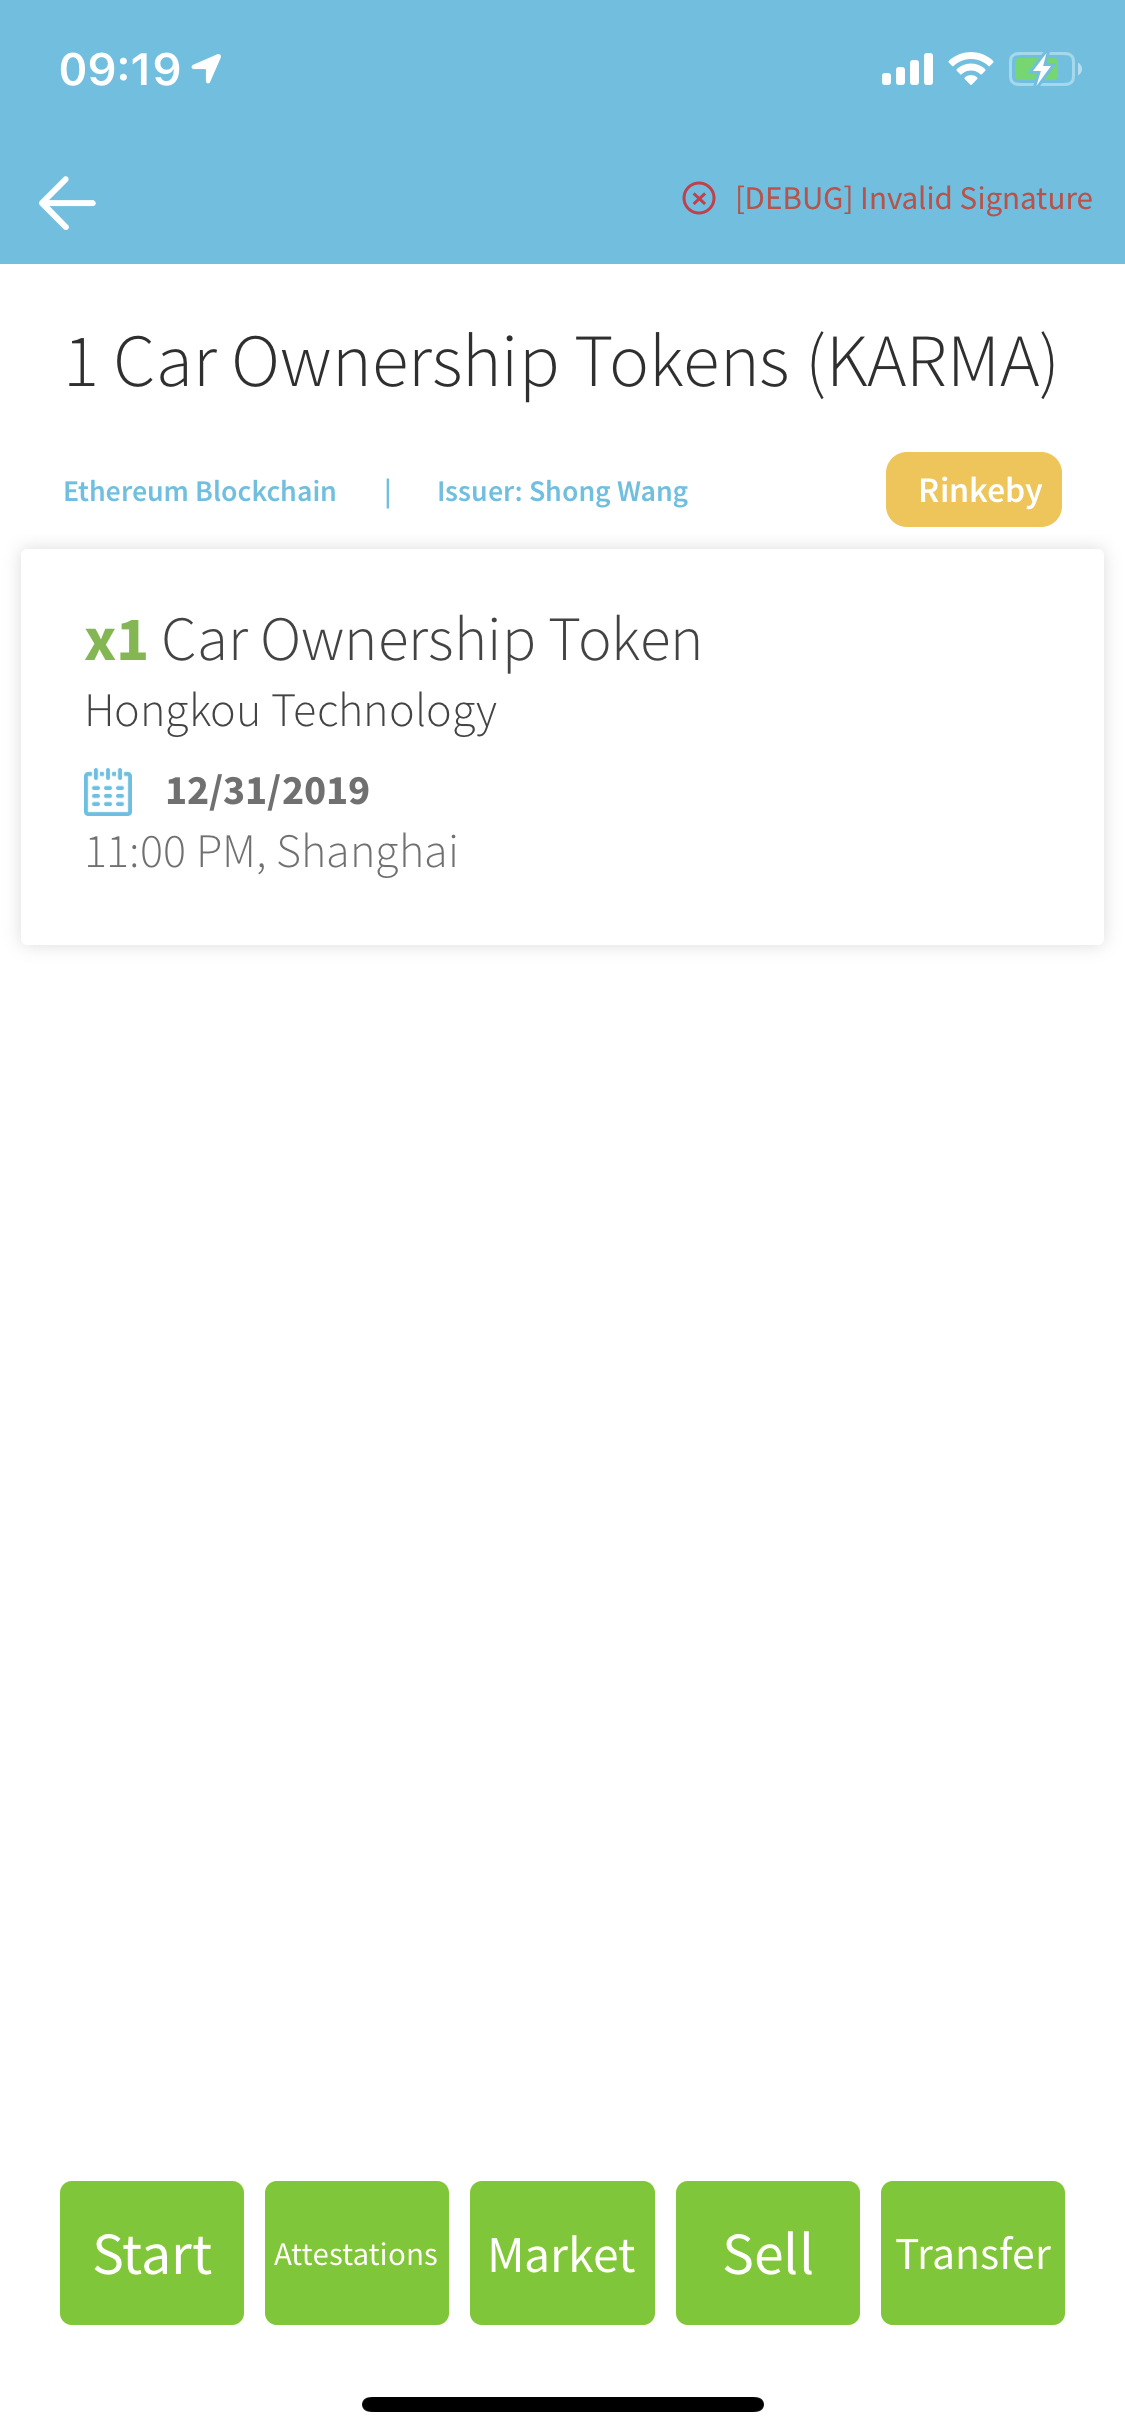 09:19
[DEBUG] Invalid Signature
1 Car Ownership Tokens (KARMA)
Ethereum Blockchain | Issuer: Shong Wang Rinkeby
x1 Car Ownership Token
Hongkou Technology
12/31/2019
11:00 PM, Shanghai
Start Attestations Market Sell Transfer